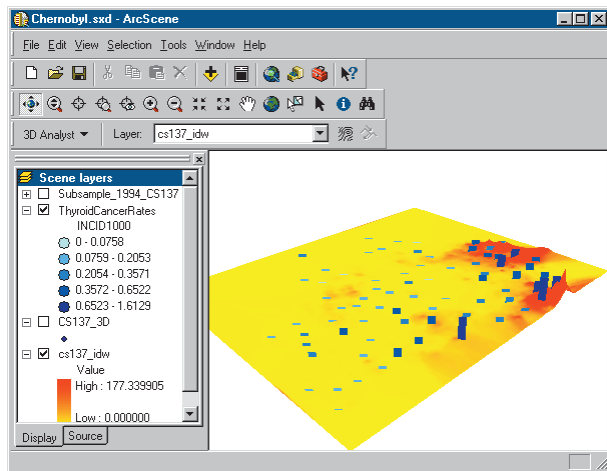 Chernobyl.sxd - ArcScene
File Edit View Selection Tools Window Help
3D Analyst Layer: cs137_idw
Scene layers
Subsample_1994_CS137
ThyroidCancerRates
INCID1000
0 - 0.0758
0.0759 - 0.2053
0.2054 - 0.3571
0.3572 - 0.6522
0.6523 - 1.6129
CS137_3D
cs137_idw
Value
High : 177.339905
Low : 0.000000
Display Source